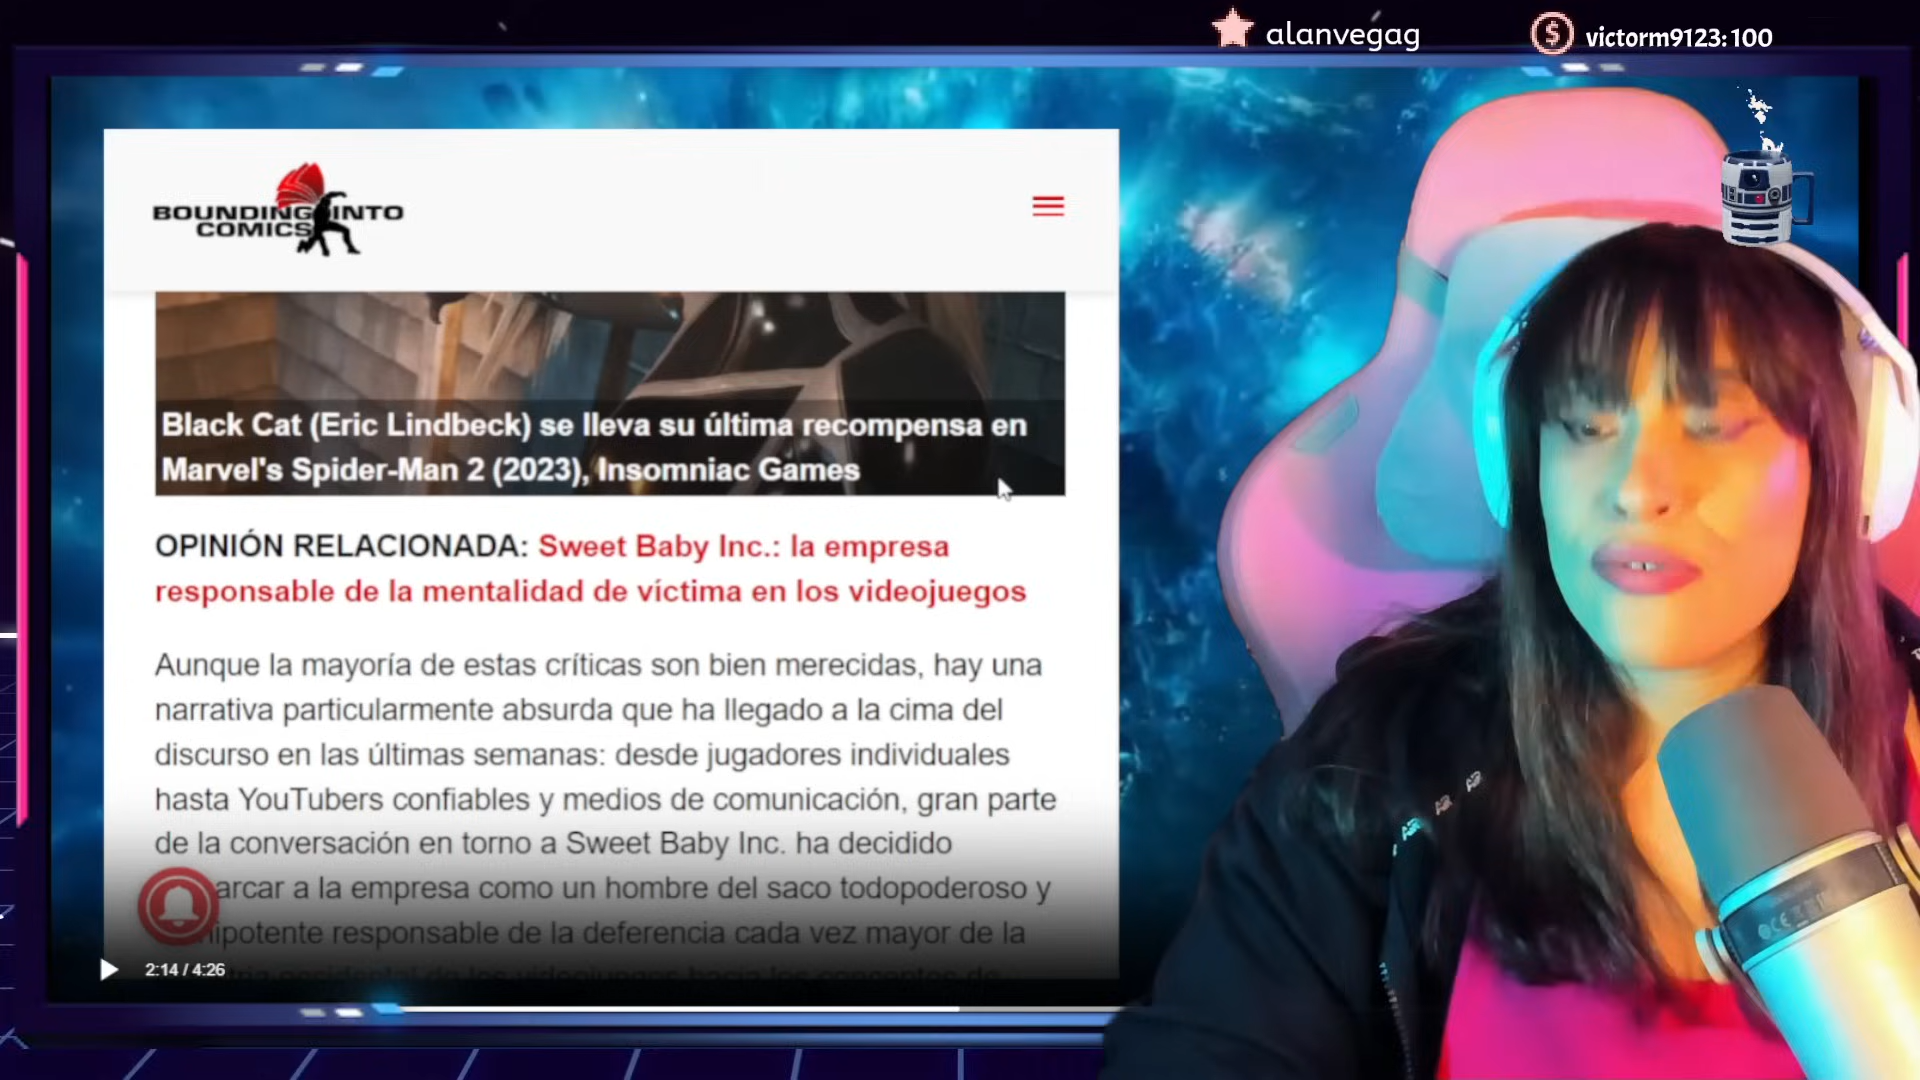 alanvegag
victorm9123: 100
BOUNDING INTO
COMICS
Black Cat (Eric Lindbeck) se lleva su última recompensa en
Marvel's Spider-Man 2 (2023), Insomniac Games
OPINIÓN RELACIONADA: Sweet Baby Inc.: la empresa
responsable de la mentalidad de víctima en los videojuegos
Aunque la mayoría de estas críticas son bien merecidas, hay una
narrativa particularmente absurda que ha llegado a la cima del
discurso en las últimas semanas: desde jugadores individuales
hasta YouTubers confiables y medios de comunicación, gran parte
de la conversación en torno a Sweet Baby Inc. ha decidido
arcar a la empresa como un hombre del saco todopoderoso y
nipotente responsable de la deferencia cada vez mayor de la
2:14 / 4:26